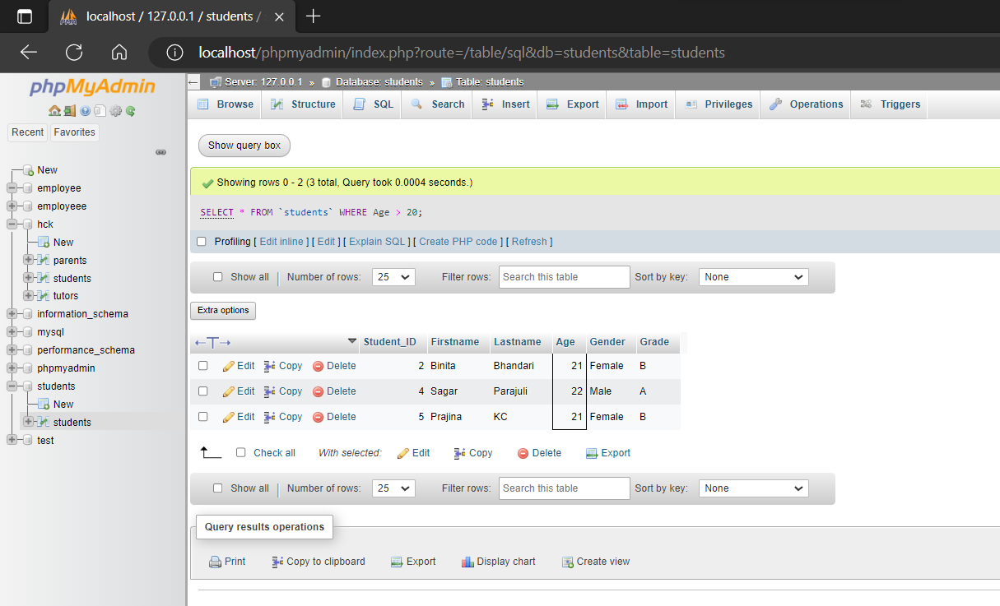 localhost / 127.0.0.1 / students /
localhost/phpmyadmin/index.php?route=/table/sql&db=students&table=students
phpMyAdmin
Recent Favorites
New
employee
employeee
hck
New
parents
students
tutors
information_schema
mysql
performance_schema
phpmyadmin
students
New
students
test
Server: 127.0.0.1 » Database: students » Table: students
Browse Structure SQL Search Insert Export Import Privileges Operations Triggers
Show query box
Showing rows 0 - 2 (3 total, Query took 0.0004 seconds.)
SELECT * FROM `students` WHERE Age > 20;
Profiling [ Edit inline ] [ Edit ] [ Explain SQL ] [ Create PHP code ] [ Refresh ]
Show all Number of rows: 25 Filter rows: Search this table Sort by key: None
Extra options
←T→ Student_ID Firstname Lastname Age Gender Grade
Edit Copy Delete 2 Binita Bhandari 21 Female B
Edit Copy Delete 4 Sagar Parajuli 22 Male A
Edit Copy Delete 5 Prajina KC 21 Female B
Check all With selected: Edit Copy Delete Export
Show all Number of rows: 25 Filter rows: Search this table Sort by key: None
Query results operations
Print Copy to clipboard Export Display chart Create view